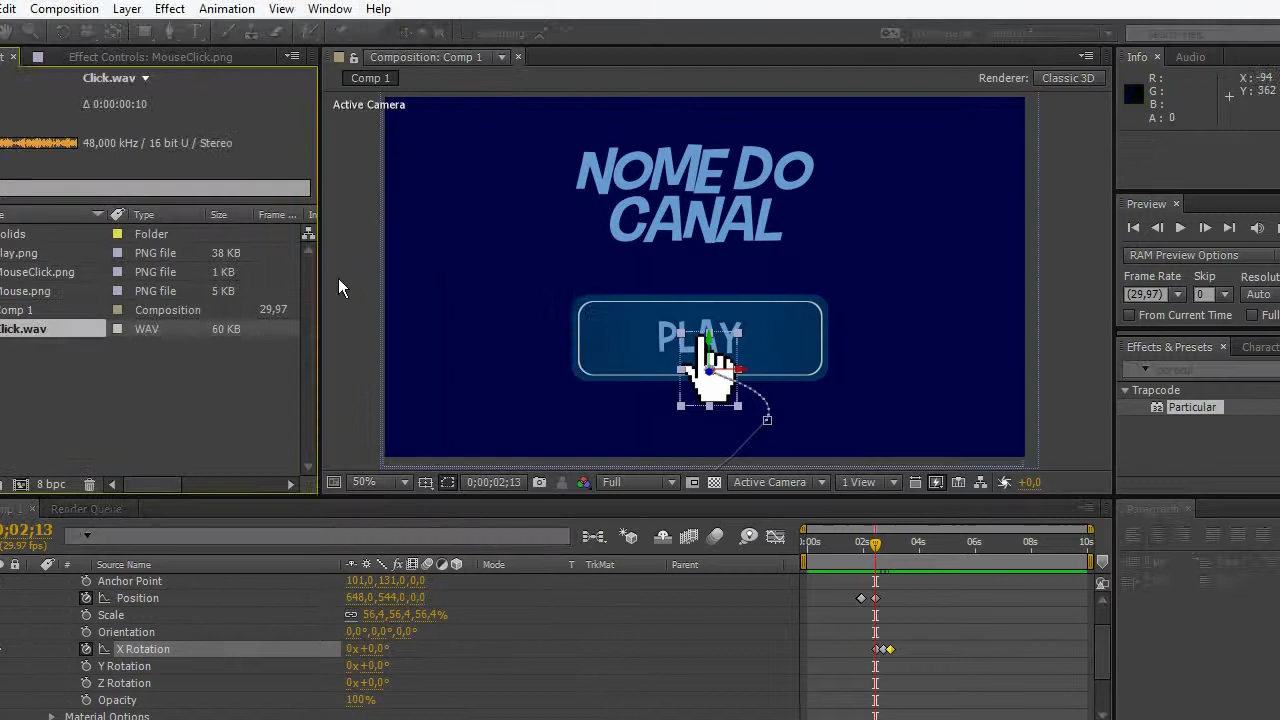 Edit Composition Layer Effect Animation View Window Help
Effect Controls: MouseClick.png
Composition: Comp 1
Info
Audio
Click.wav
Comp 1
Renderer:
Classic 3D
R :
G :
B :
A : 0
X : -94
Y : 362
Δ 0:00:00:10
Active Camera
48,000 kHz / 16 bit U / Stereo
NOME DO
CANAL
Preview
Type
Size
Frame ...
In
Solids
Folder
RAM Preview Options
Play.png
PNG file
38 KB
MouseClick.png
PNG file
1 KB
Frame Rate
Skip
Mouse.png
PNG file
5 KB
(29,97)
0
Auto
Comp 1
Composition
29,97
From Current Time
Full
Click.wav
WAV
60 KB
PLAY
Effects & Presets
Trapcode
Particular
32
8 bpc
50%
0;00;02;13
Full
Active Camera
1 View
+0,0
Render Queue
Paragraph
0;02;13
(29.97 fps)
:00s
02s
04s
06s
08s
10s
#
Source Name
fx
Mode
T
TrkMat
Parent
Anchor Point
101,0,131,0,0,0
Position
648,0,544,0,0,0
Scale
56,4,56,4,56,4%
Orientation
0,0°,0,0°,0,0°
X Rotation
0x+0,0°
Y Rotation
0x+0,0°
Z Rotation
0x+0,0°
Opacity
100%
Material Options